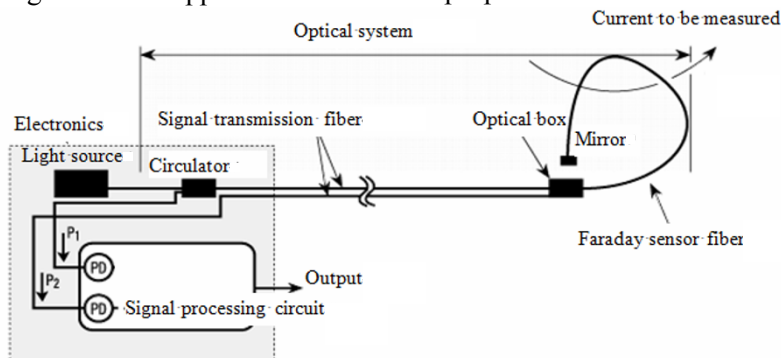 Current to be measured
Optical system
Signal transmission fiber
Optical box
Electronics
Mirror
Light source
Circulator
Faraday sensor fiber
P1
PD
Output
P2
PD
Signal processing circuit